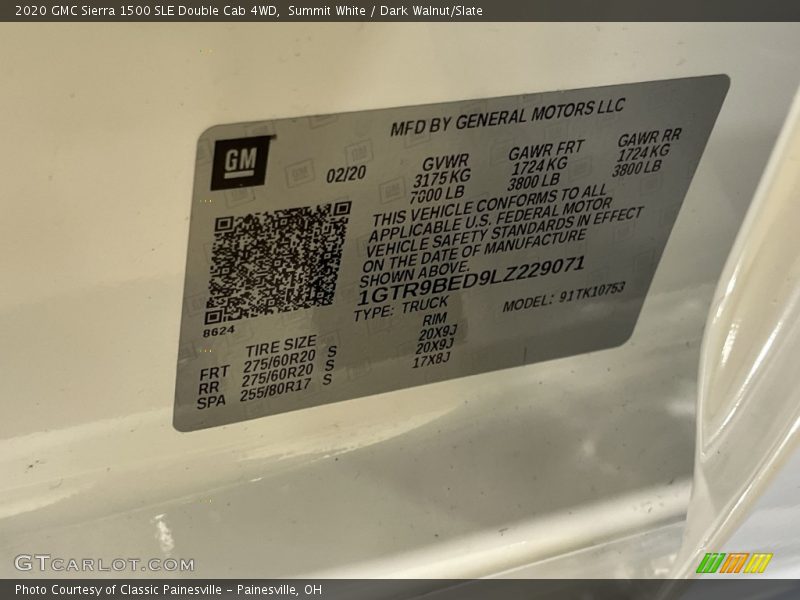 2020 GMC Sierra 1500 SLE Double Cab 4WD,  Summit White / Dark Walnut/Slate
MFD BY GENERAL MOTORS LLC
GM
02/20
GVWR
3175 KG
7000 LB
GAWR FRT
1724 KG
3800 LB
GAWR RR
1724 KG
3800 LB
THIS VEHICLE CONFORMS TO ALL
APPLICABLE U.S. FEDERAL MOTOR
VEHICLE SAFETY STANDARDS IN EFFECT
ON THE DATE OF MANUFACTURE
SHOWN ABOVE.
1GTR9BED9LZ229071
TYPE: TRUCK
MODEL: 91TK10753
8624
TIRE SIZE RIM
FRT 275/60R20 S 20X9J
RR 275/60R20 S 20X9J
SPA 255/80R17 S 17X8J
GTCARLOT.COM
Photo Courtesy of Classic Painesville - Painesville, OH